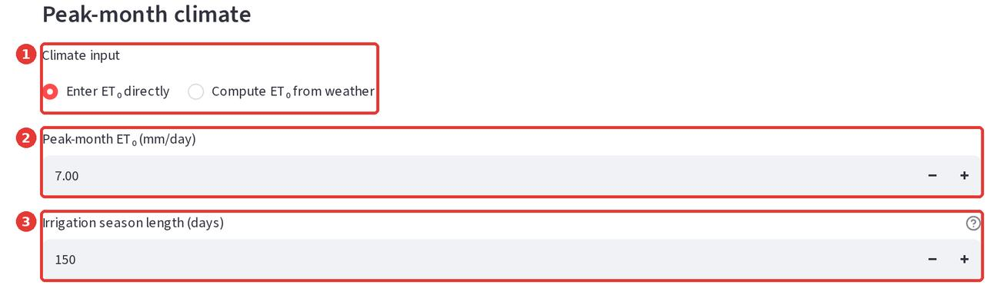 Peak-month climate
1
Climate input
Enter ET₀ directly Compute ET₀ from weather
2
Peak-month ET₀ (mm/day)
7.00 − +
3
Irrigation season length (days) ?
150 − +